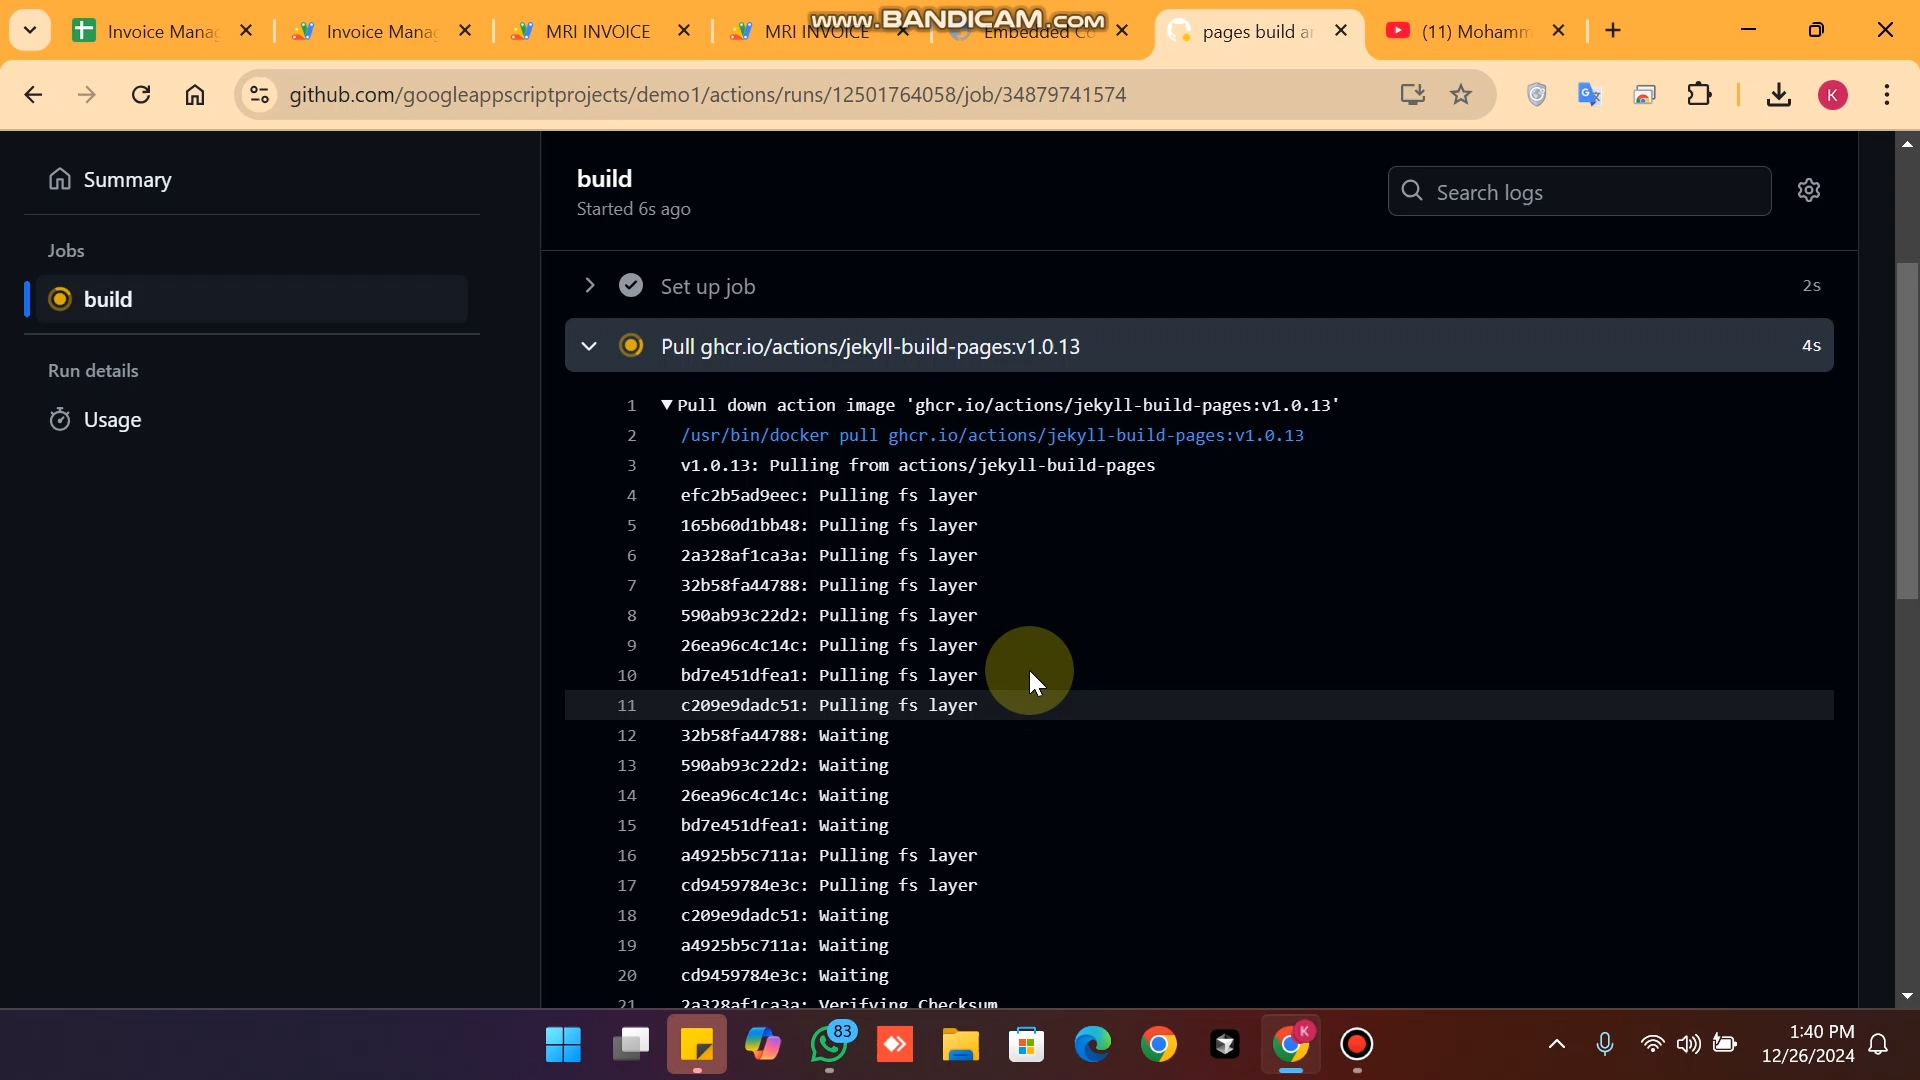 Invoice Mana
Invoice Manag
MRI INVOICE
MRI INVOICE
Embedded Co
pages build a
(11) Mohamm
www.BANDICAM.com
github.com/googleappscriptprojects/demo1/actions/runs/12501764058/job/34879741574
K
Summary
Jobs
build
Run details
Usage
build
Started 6s ago
Search logs
Set up job
2s
Pull ghcr.io/actions/jekyll-build-pages:v1.0.13
4s
1 ▼Pull down action image 'ghcr.io/actions/jekyll-build-pages:v1.0.13'
2 /usr/bin/docker pull ghcr.io/actions/jekyll-build-pages:v1.0.13
3 v1.0.13: Pulling from actions/jekyll-build-pages
4 efc2b5ad9eec: Pulling fs layer
5 165b60d1bb48: Pulling fs layer
6 2a328af1ca3a: Pulling fs layer
7 32b58fa44788: Pulling fs layer
8 590ab93c22d2: Pulling fs layer
9 26ea96c4c14c: Pulling fs layer
10 bd7e451dfea1: Pulling fs layer
11 c209e9dadc51: Pulling fs layer
12 32b58fa44788: Waiting
13 590ab93c22d2: Waiting
14 26ea96c4c14c: Waiting
15 bd7e451dfea1: Waiting
16 a4925b5c711a: Pulling fs layer
17 cd9459784e3c: Pulling fs layer
18 c209e9dadc51: Waiting
19 a4925b5c711a: Waiting
20 cd9459784e3c: Waiting
21 2a328af1ca3a: Verifying Checksum
83
K
1:40 PM
12/26/2024